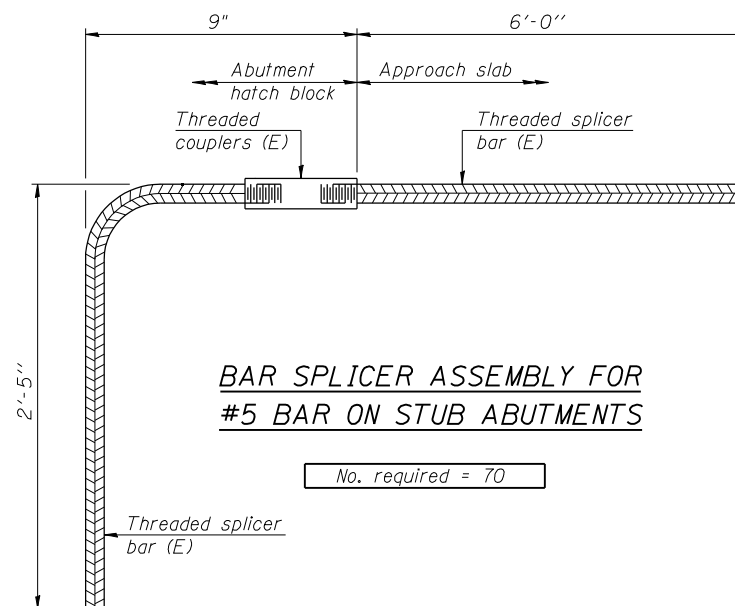 9"
6'-0"
Abutment
hatch block
Approach slab
Threaded
couplers (E)
Threaded splicer
bar (E)
2'-5"
BAR SPLICER ASSEMBLY FOR
#5 BAR ON STUB ABUTMENTS
No. required = 70
Threaded splicer
bar (E)